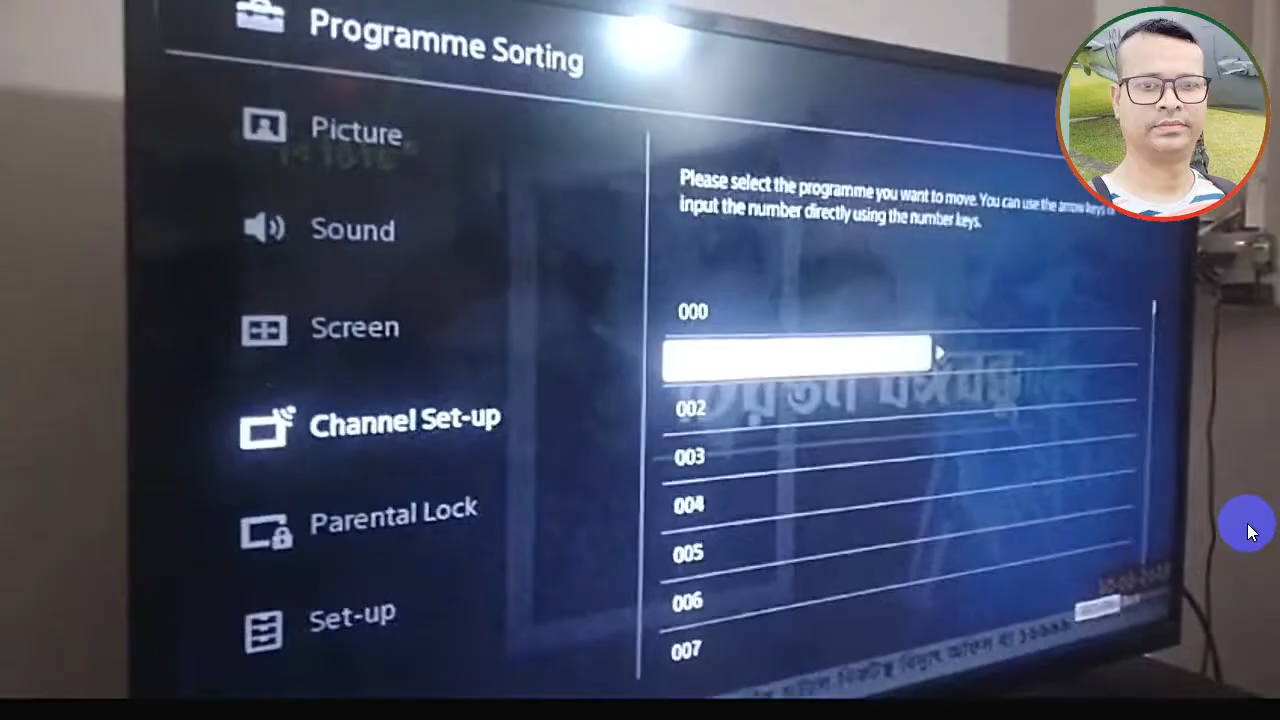 Programme Sorting
Picture
Sound
Screen
Channel Set-up
Parental Lock
Set-up
Please select the programme you want to move. You can use the arrow keys
input the number directly using the number keys.
000
002
003
004
005
006
007